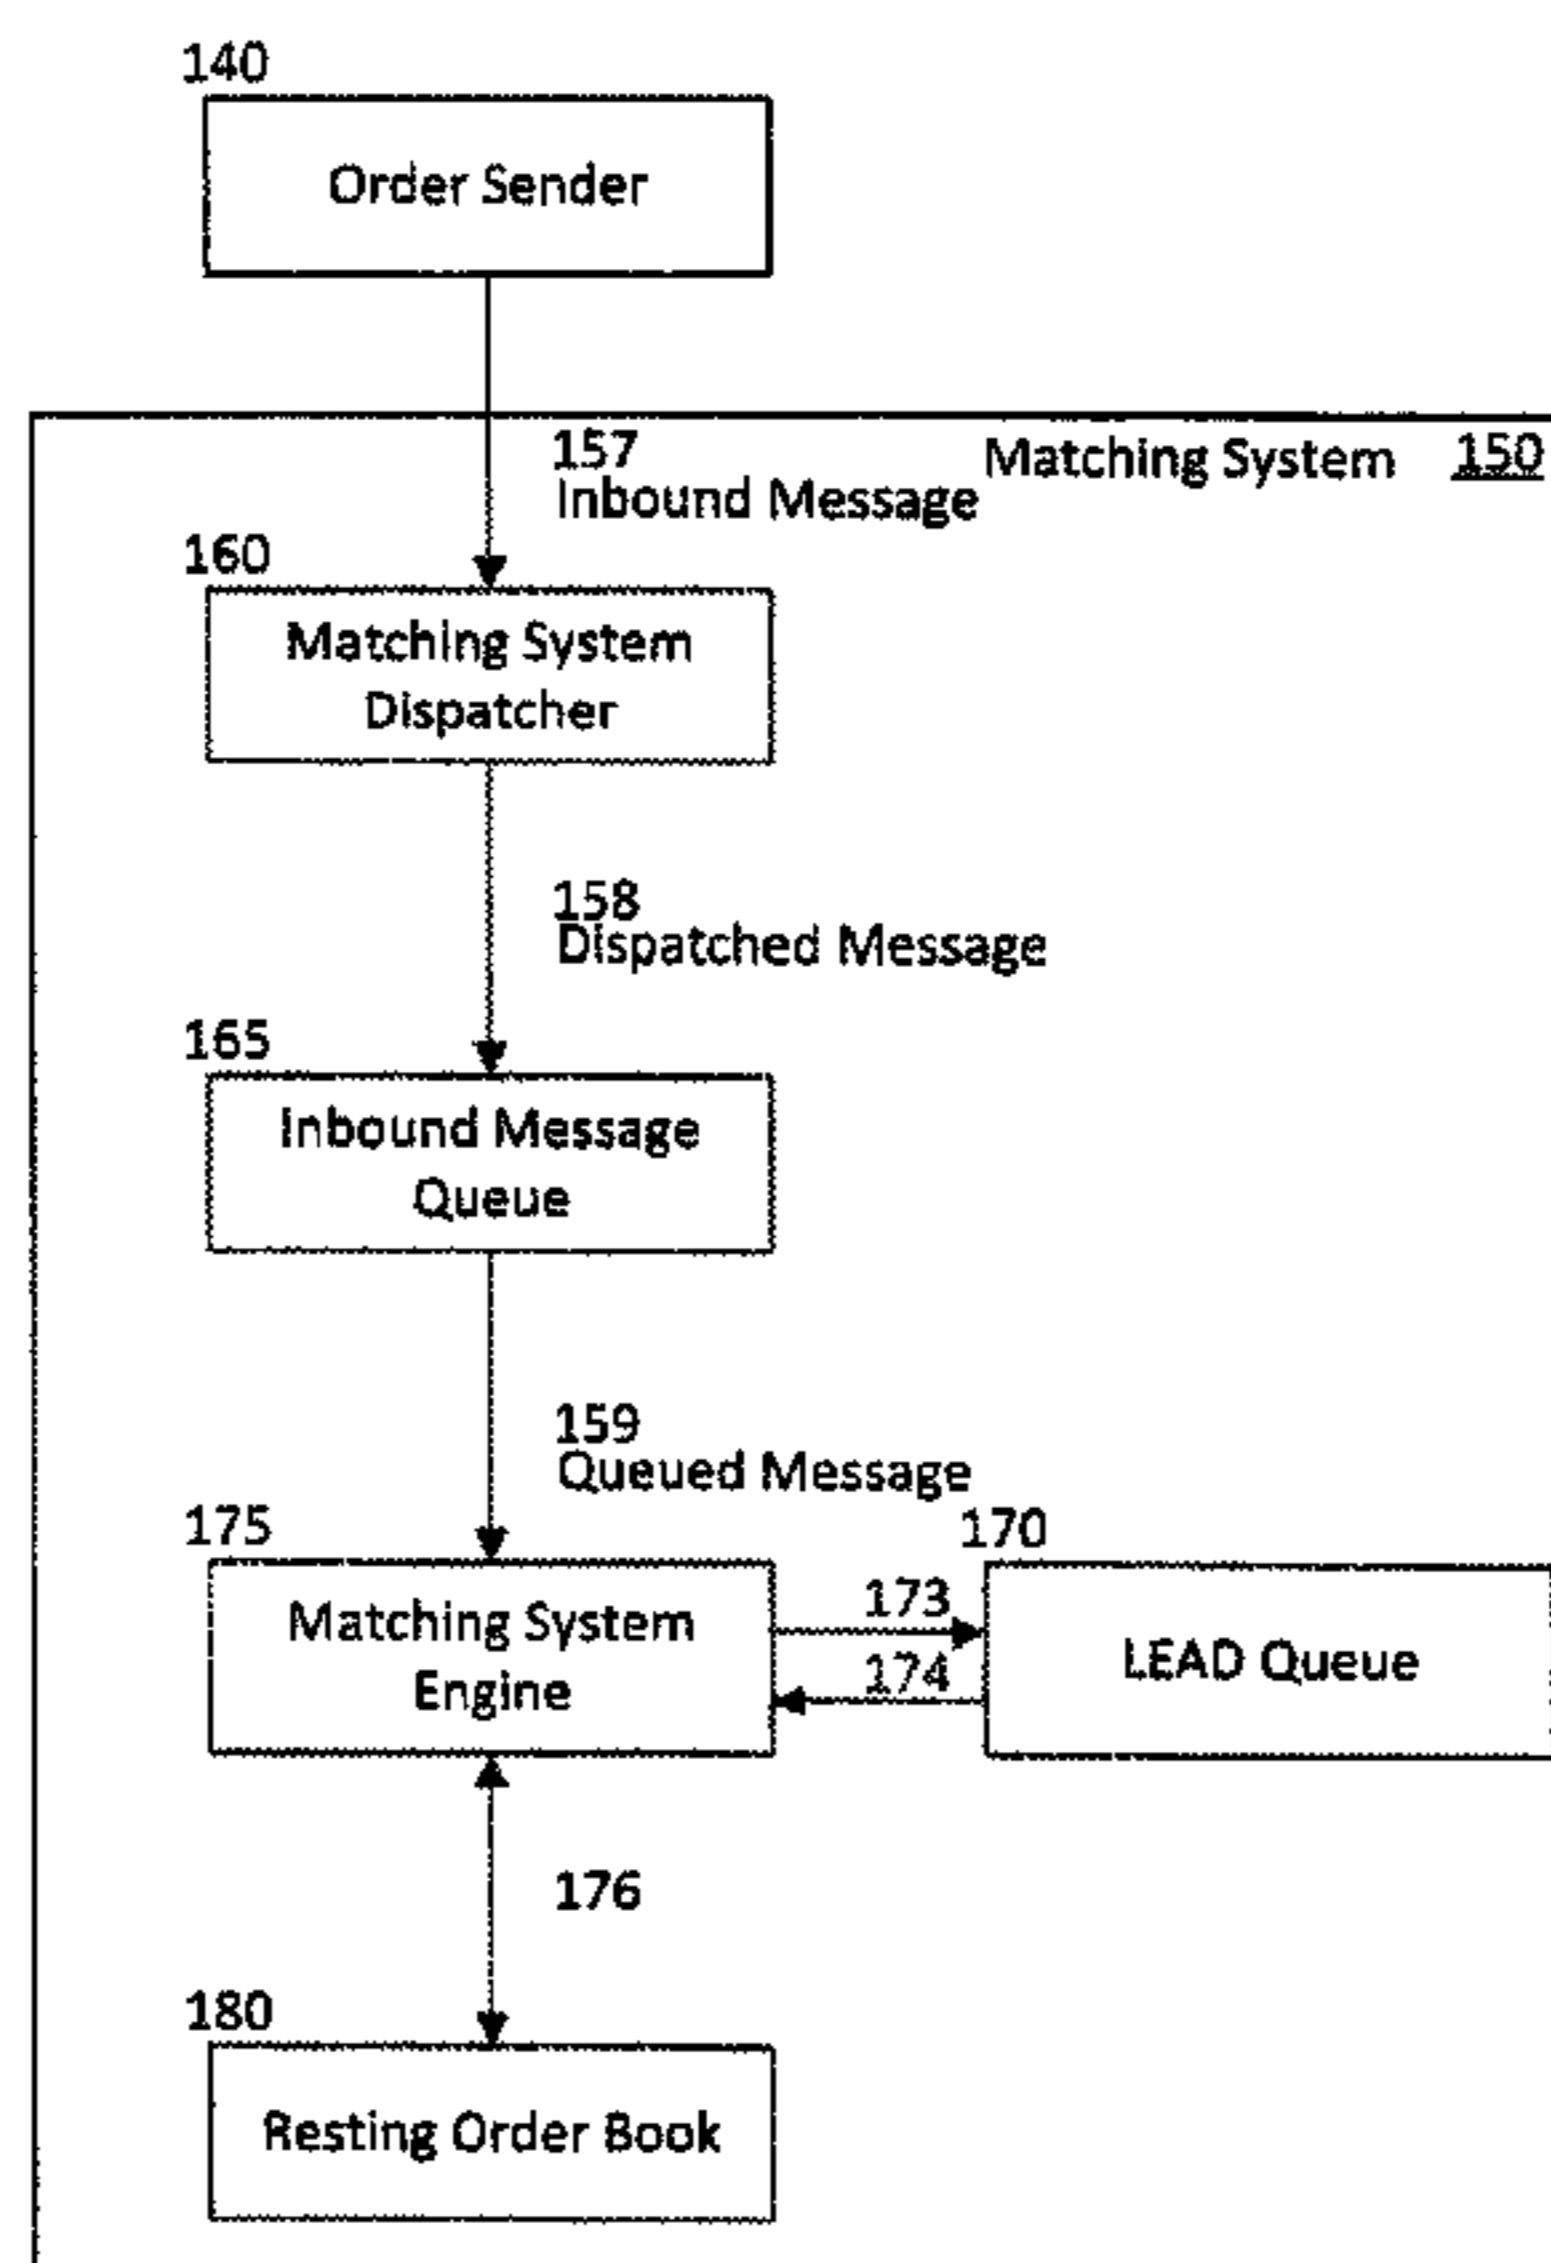 140
Order Sender
157
Inbound Message
Matching System 150
160
Matching System
Dispatcher
158
Dispatched Message
165
Inbound Message
Queue
159
Queued Message
175
Matching System
Engine
173
174
170
LEAD Queue
176
180
Resting Order Book